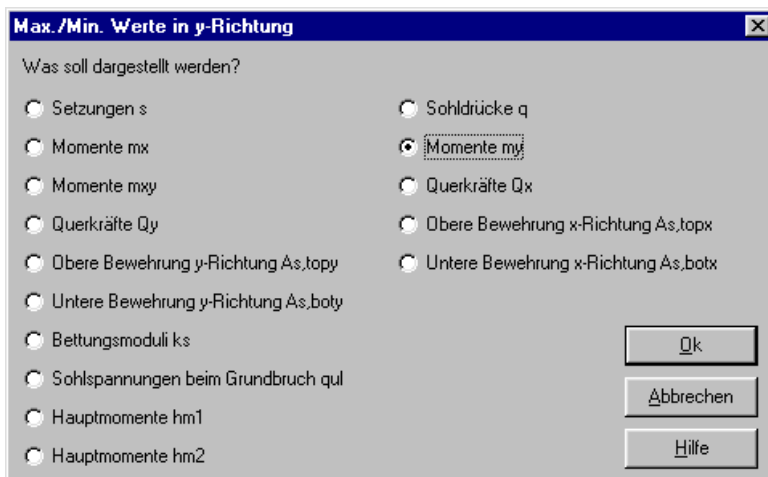 Max./Min. Werte in y-Richtung
Was soll dargestellt werden?
Setzungen s
Sohldrücke q
Momente mx
Momente my
Momente mxy
Querkräfte Qx
Querkräfte Qy
Obere Bewehrung x-Richtung As,topx
Obere Bewehrung y-Richtung As,topy
Untere Bewehrung x-Richtung As,botx
Untere Bewehrung y-Richtung As,boty
Bettungsmoduli ks
Sohlspannungen beim Grundbruch qul
Hauptmomente hm1
Hauptmomente hm2
Ok
Abbrechen
Hilfe